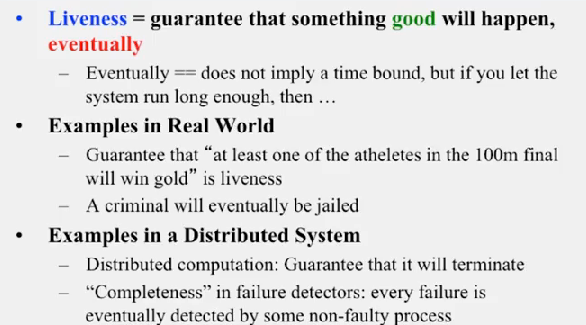 • Liveness = guarantee that something good will happen,
eventually
– Eventually == does not imply a time bound, but if you let the
system run long enough, then …
• Examples in Real World
– Guarantee that “at least one of the atheletes in the 100m final
will win gold” is liveness
– A criminal will eventually be jailed
• Examples in a Distributed System
– Distributed computation: Guarantee that it will terminate
– “Completeness” in failure detectors: every failure is
eventually detected by some non-faulty process